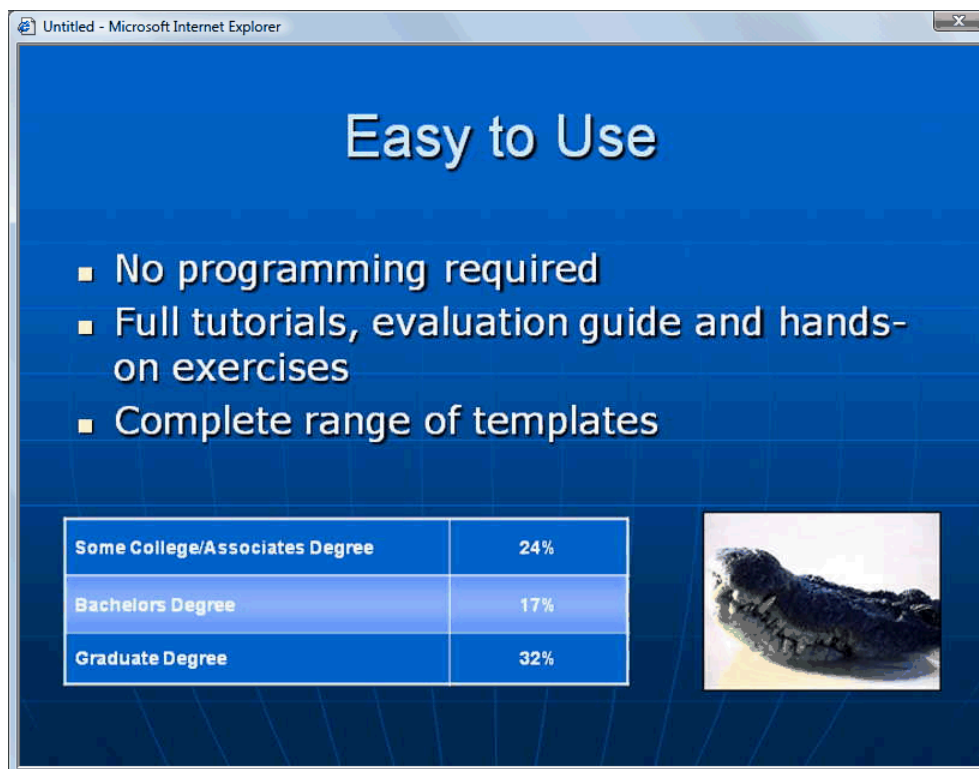 Untitled - Microsoft Internet Explorer
X
Easy to Use
No programming required
Full tutorials, evaluation guide and hands-
on exercises
Complete range of templates
Some College/Associates Degree 24%
Bachelors Degree 17%
Graduate Degree 32%